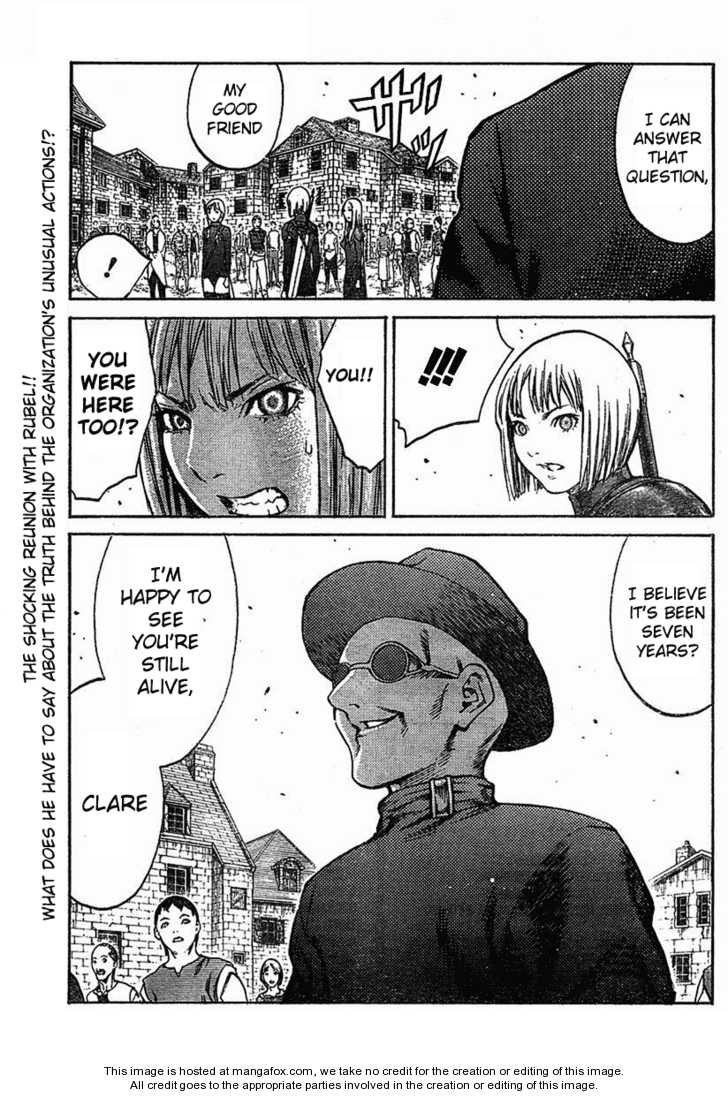 I CAN
ANSWER
THAT
QUESTION,
MY
GOOD
FRIEND
ザッ
!
!!!
YOU!!
YOU
WERE
HERE
TOO!?
I BELIEVE
IT'S BEEN
SEVEN
YEARS?
I'M
HAPPY TO
SEE
YOU'RE
STILL
ALIVE,
CLARE
THE SHOCKING REUNION WITH RUBEL!!
WHAT DOES HE HAVE TO SAY ABOUT THE TRUTH BEHIND THE ORGANIZATION'S UNUSUAL ACTIONS!?
This image is hosted at mangafox.com, we take no credit for the creation or editing of this image.
All credit goes to the appropriate parties involved in the creation or editing of this image.